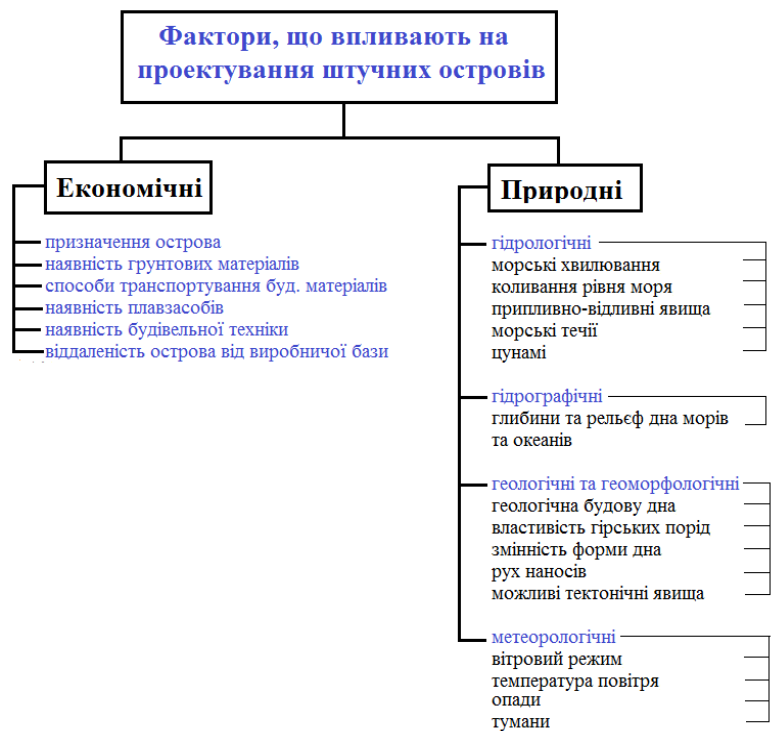 Фактори, що впливають на
проектування штучних островів
Економічні
призначення острова
наявність грунтових матеріалів
способи транспортування буд. матеріалів
наявність плавзасобів
наявність будівельної техніки
віддаленість острова від виробничої бази
Природні
гідрологічні
морські хвилювання
коливання рівня моря
припливно-відливні явища
морські течії
цунамі
гідрографічні
глибини та рельєф дна морів
та океанів
геологічні та геоморфологічні
геологічна будову дна
властивість гірських порід
змінність форми дна
рух наносів
можливі тектонічні явища
метеорологічні
вітровий режим
температура повітря
опади
тумани